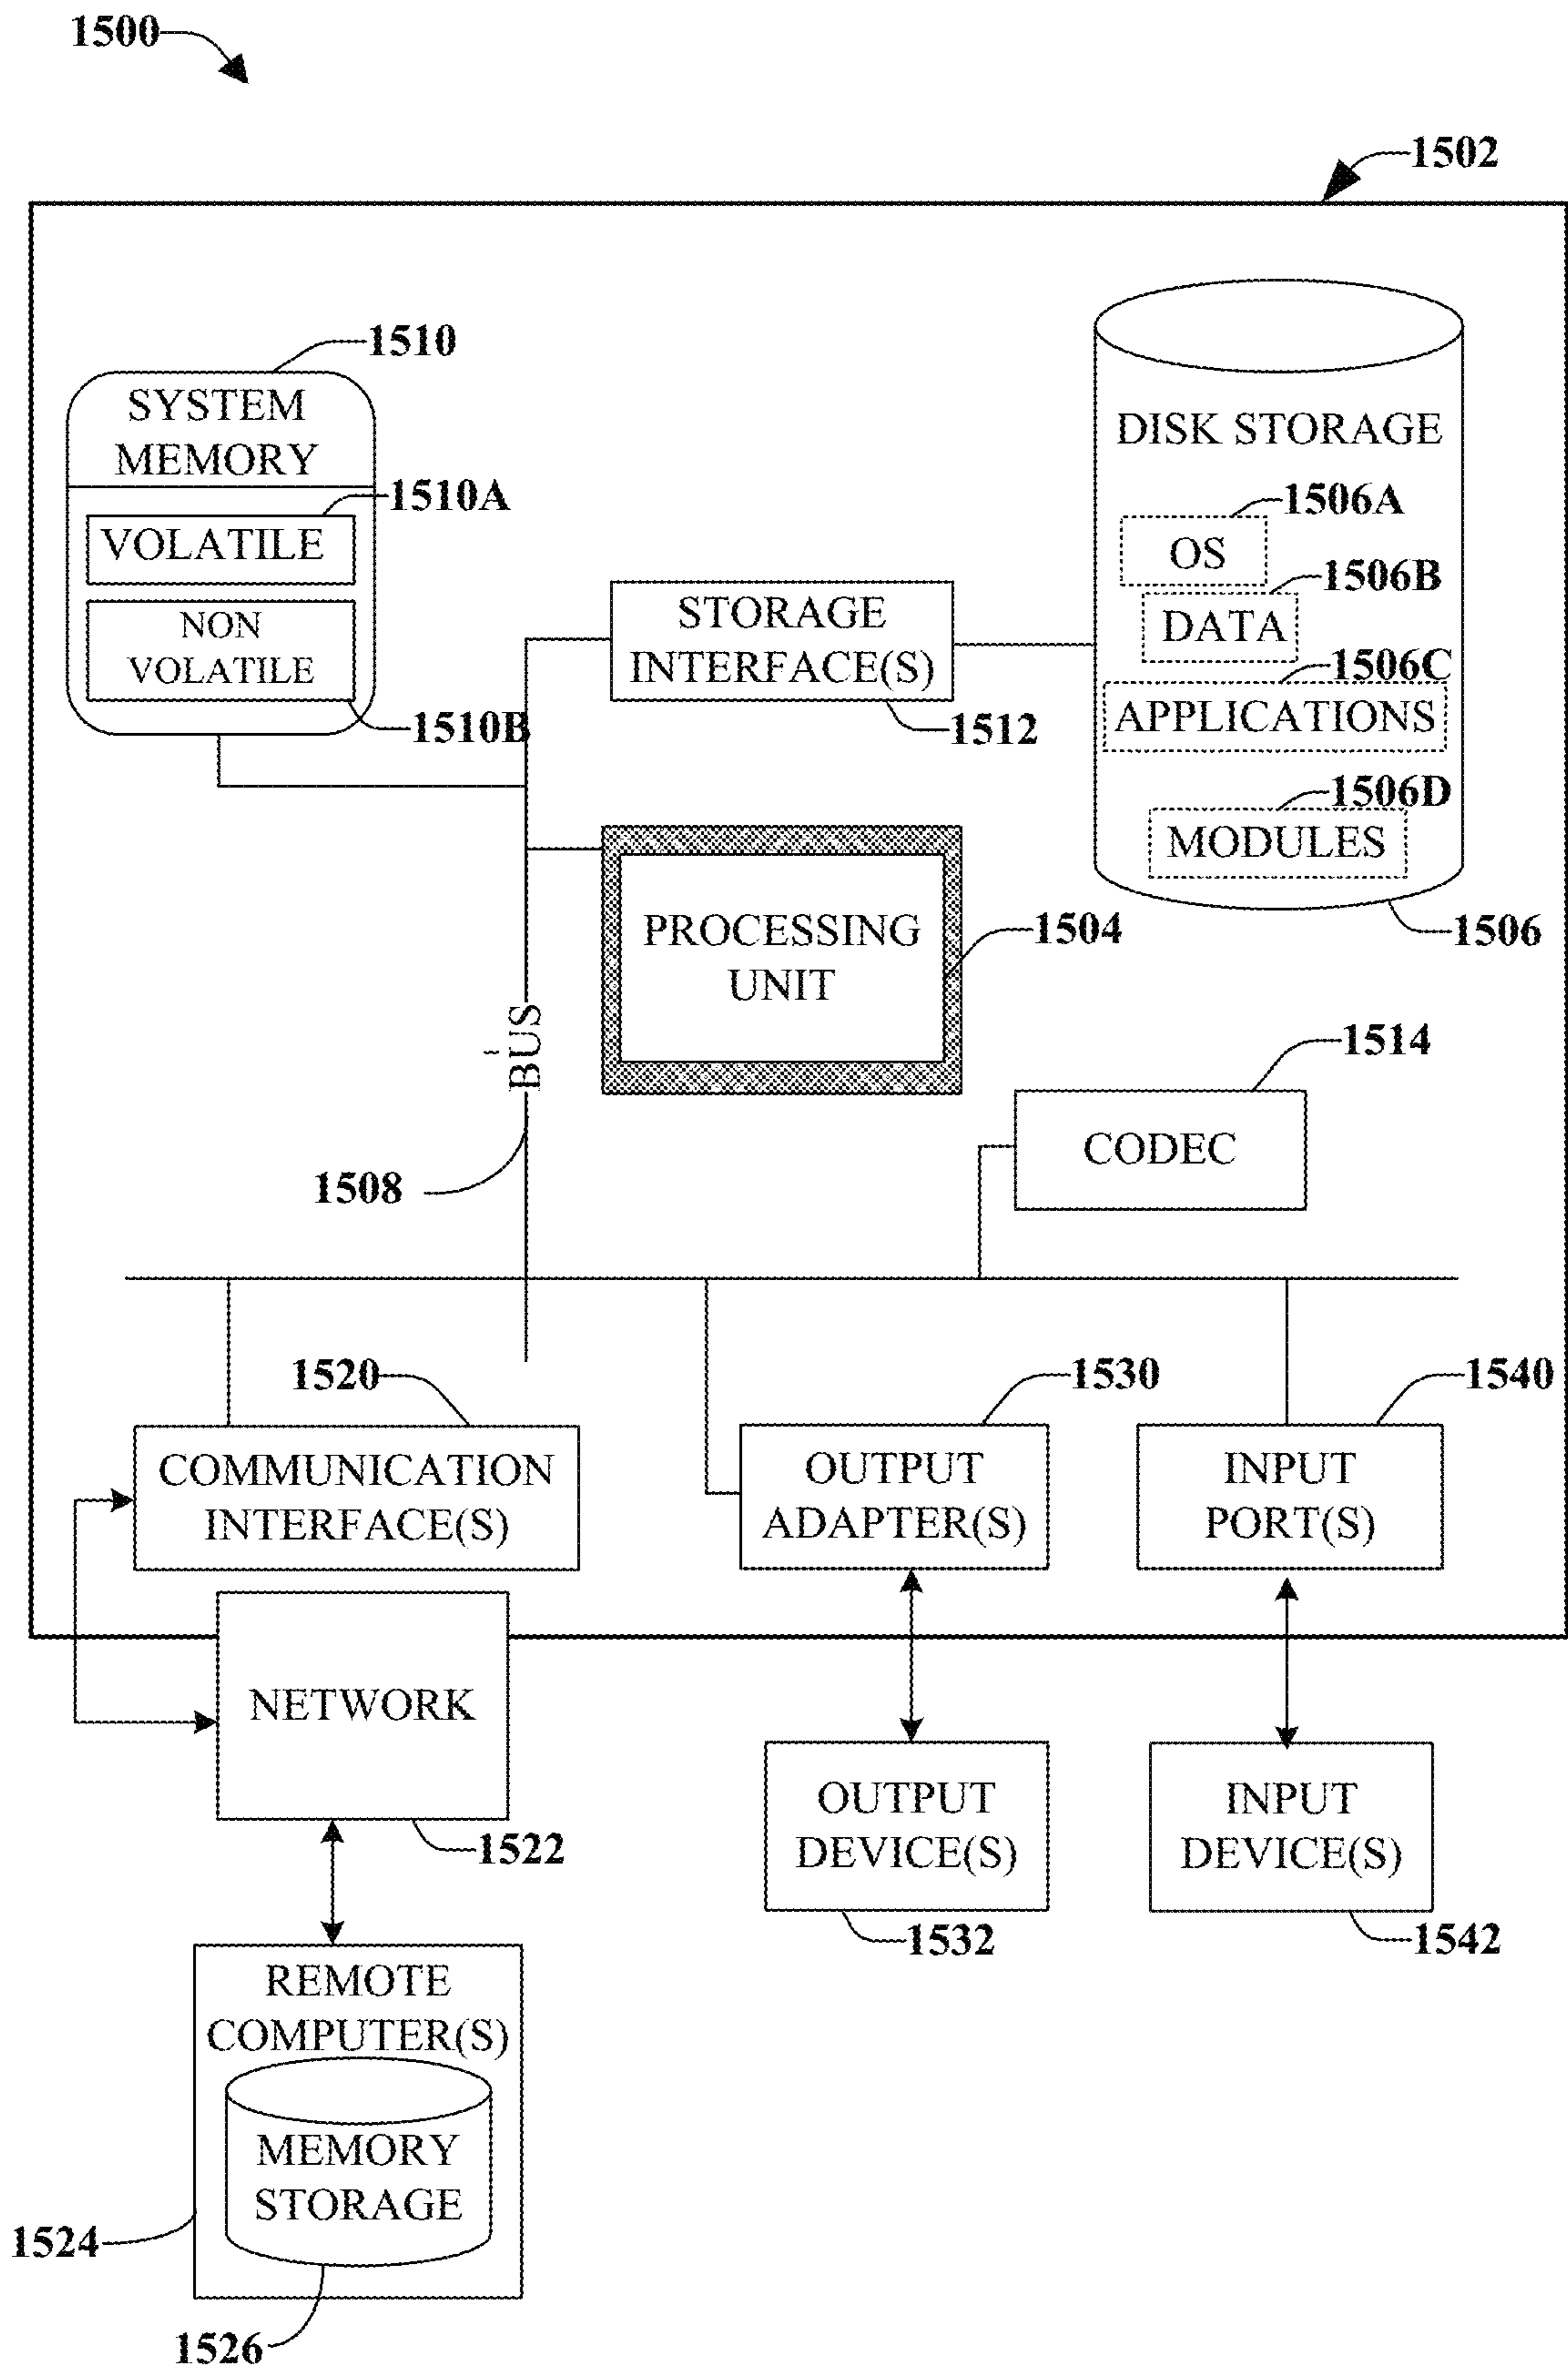 1500
1502
1510
SYSTEM
MEMORY
1510A
VOLATILE
NON
VOLATILE
1510B
STORAGE
INTERFACE(S)
1512
DISK STORAGE
1506A
OS
1506B
DATA
1506C
APPLICATIONS
1506D
MODULES
1506
PROCESSING
UNIT
1504
BUS
1508
1514
CODEC
1520
COMMUNICATION
INTERFACE(S)
1530
OUTPUT
ADAPTER(S)
1540
INPUT
PORT(S)
NETWORK
1522
OUTPUT
DEVICE(S)
1532
INPUT
DEVICE(S)
1542
REMOTE
COMPUTER(S)
MEMORY
STORAGE
1524
1526